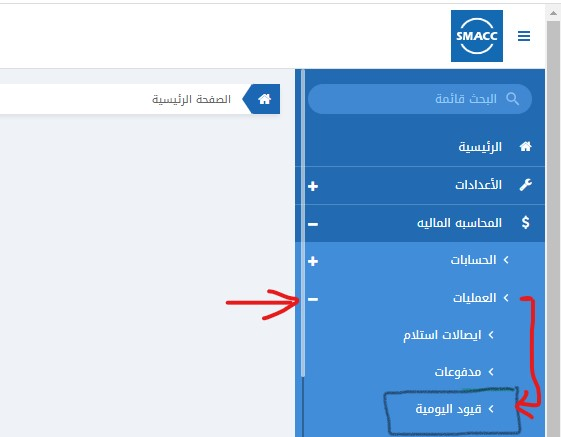 SMACC
البحث قائمة
الصفحة الرئيسية
الرئيسية
الأعدادات
المحاسبه الماليه
الحسابات
العمليات
ايصالات استلام
مدفوعات
قيود اليومية